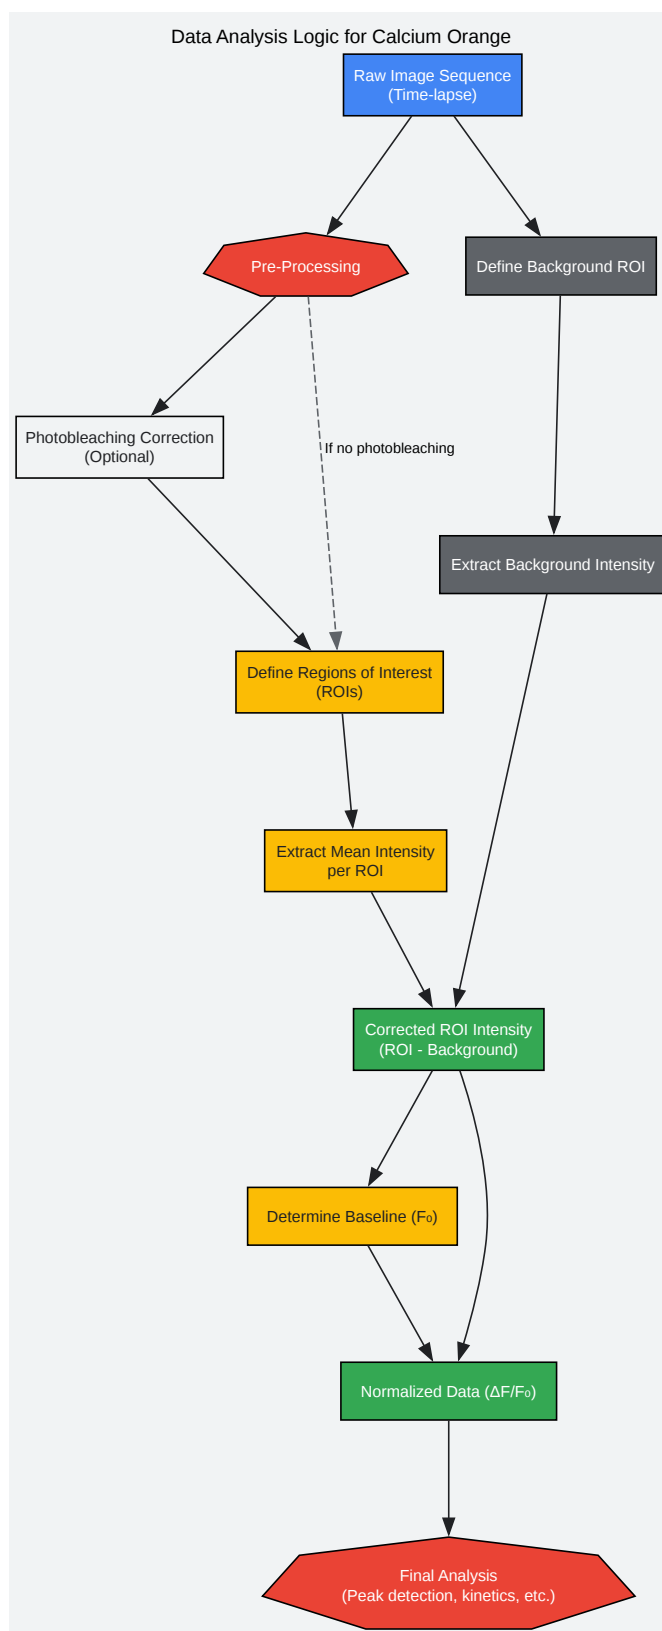 Data Analysis Logic for Calcium Orange
Raw Image Sequence
(Time-lapse)
Pre-Processing
Define Background ROI
Photobleaching Correction
(Optional)
If no photobleaching
Extract Background Intensity
Define Regions of Interest
(ROIs)
Extract Mean Intensity
per ROI
Corrected ROI Intensity
(ROI - Background)
Determine Baseline (F₀)
Normalized Data (ΔF/F₀)
Final Analysis
(Peak detection, kinetics, etc.)